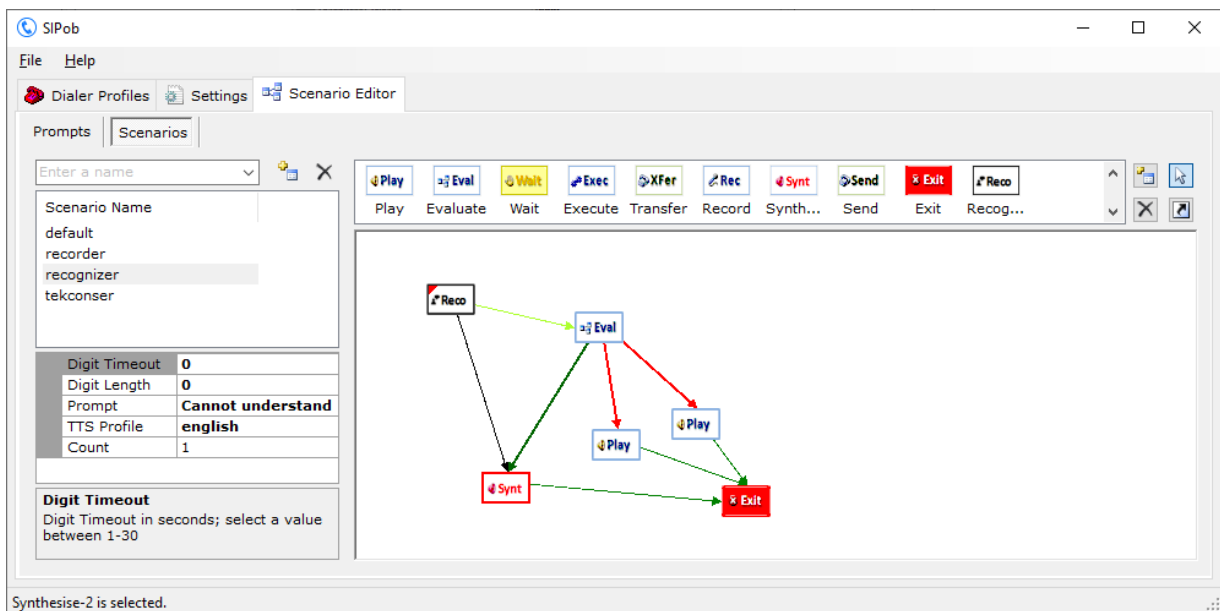 SIPob
File Help
Dialer Profiles Settings Scenario Editor
Prompts Scenarios
Enter a name
Scenario Name
default
recorder
recognizer
tekconser
Digit Timeout 0
Digit Length 0
Prompt Cannot understand
TTS Profile english
Count 1
Digit Timeout
Digit Timeout in seconds; select a value
between 1-30
Play Eval Wait Exec XFer Rec Synt Send Exit Reco
Play Evaluate Wait Execute Transfer Record Synth... Send Exit Recog...
Reco
Eval
Play
Play
Synt
Exit
Synthesise-2 is selected.